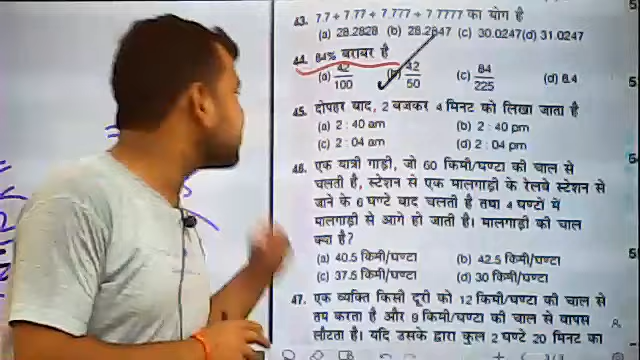 43. 7.7 + 7.77 + 7.777 + 7.7777 का योग है
(a) 28.2828 (b) 28.2847 (c) 30.0247 (d) 31.0247
44. 84% बराबर है
(a) 42/100 (b) 42/50 (c) 84/225 (d) 8.4
45. दोपहर बाद, 2 बजकर 4 मिनट को लिखा जाता है
(a) 2 : 40 am (b) 2 : 40 pm
(c) 2 : 04 am (d) 2 : 04 pm
46. एक यात्री गाड़ी, जो 60 किमी/घण्टा की चाल से
चलती है, स्टेशन से एक मालगाड़ी के रेलवे स्टेशन से
जाने के 6 घण्टे बाद चलती है तथा 4 घण्टों में
मालगाड़ी से आगे हो जाती है। मालगाड़ी की चाल
क्या है?
(a) 40.5 किमी/घण्टा (b) 42.5 किमी/घण्टा
(c) 37.5 किमी/घण्टा (d) 30 किमी/घण्टा
47. एक व्यक्ति किसी दूरी को 12 किमी/घण्टा की चाल से
तय करता है और 9 किमी/घण्टा की चाल से वापस
लौटता है। यदि उसके द्वारा कुल 2 घण्टे 20 मिनट का